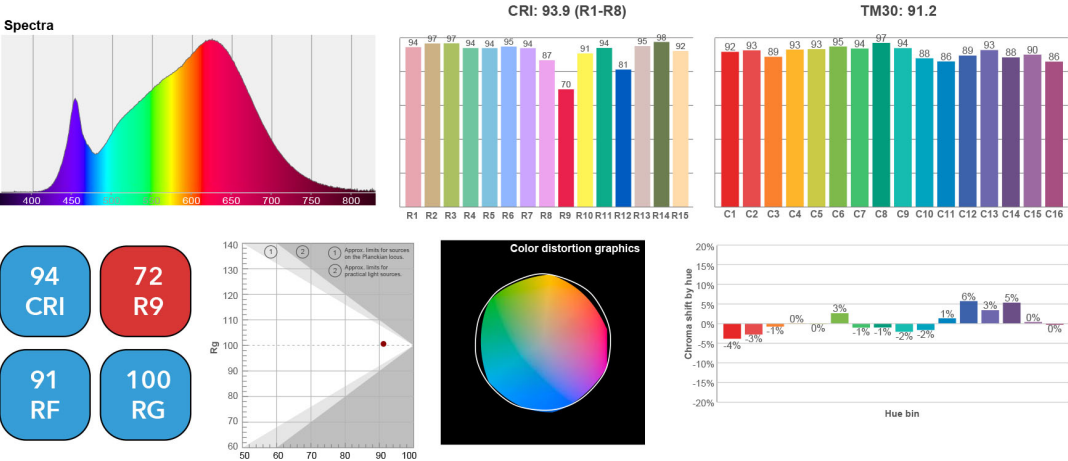 Spectra
400 450 500 550 600 650 700 750 800
CRI: 93.9 (R1-R8)
94 97 97 94 94 95 94 87 70 91 94 81 95 98 92
R1 R2 R3 R4 R5 R6 R7 R8 R9 R10 R11 R12 R13 R14 R15
TM30: 91.2
92 93 89 93 93 95 94 97 94 88 86 89 93 88 90 86
C1 C2 C3 C4 C5 C6 C7 C8 C9 C10 C11 C12 C13 C14 C15 C16
94
CRI
72
R9
91
RF
100
RG
Rg
140
130
120
110
100
90
80
70
60
50 60 70 80 90 100
1 2
1 Approx. limits for sources
on the Planokian locus.
2 Approx. limits for
practical light sources.
Color distortion graphics
Chroma shift by hue
20%
15%
10%
5%
0%
-5%
-10%
-15%
-20%
-4% -3% -1% 0% 0% 3% -1% -1% -2% -2% 1% 6% 3% 5% 0% 0%
Hue bin